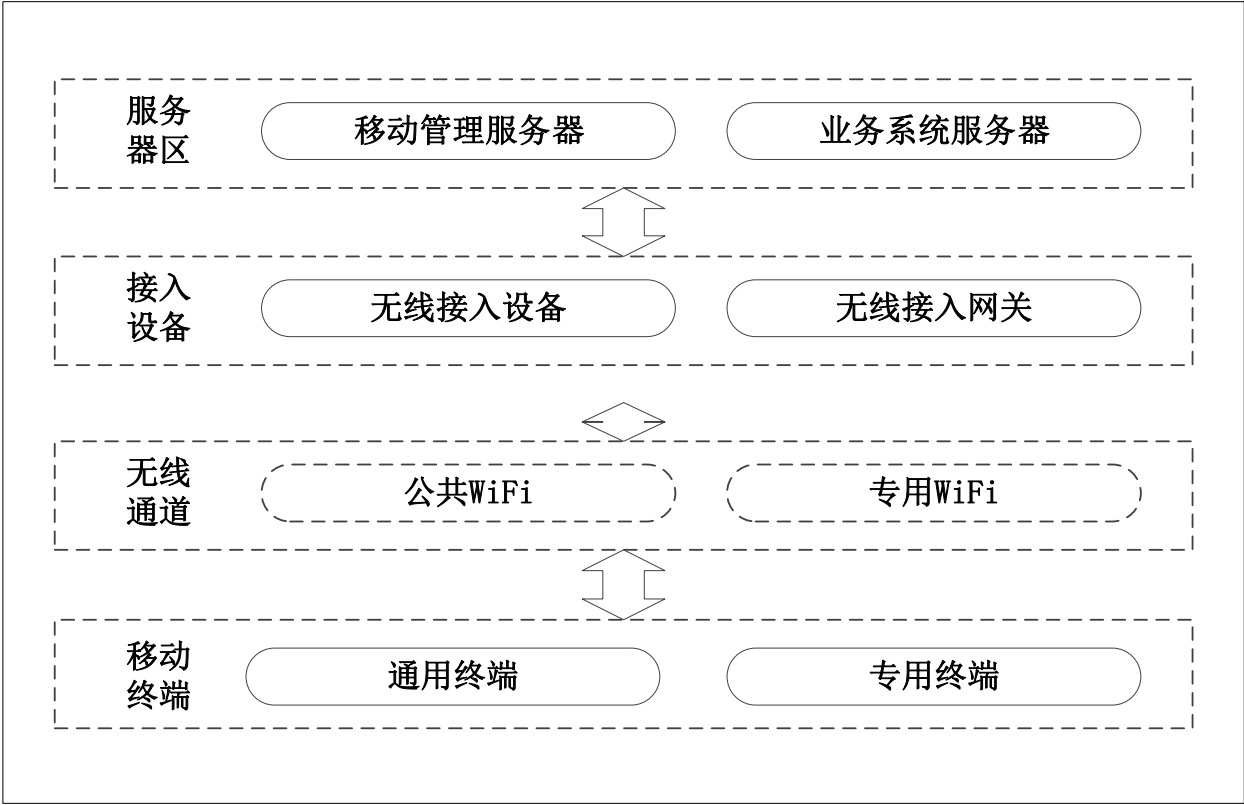 服务
器区
移动管理服务器
业务系统服务器
接入
设备
无线接入设备
无线接入网关
无线
通道
公共WiFi
专用WiFi
移动
终端
通用终端
专用终端